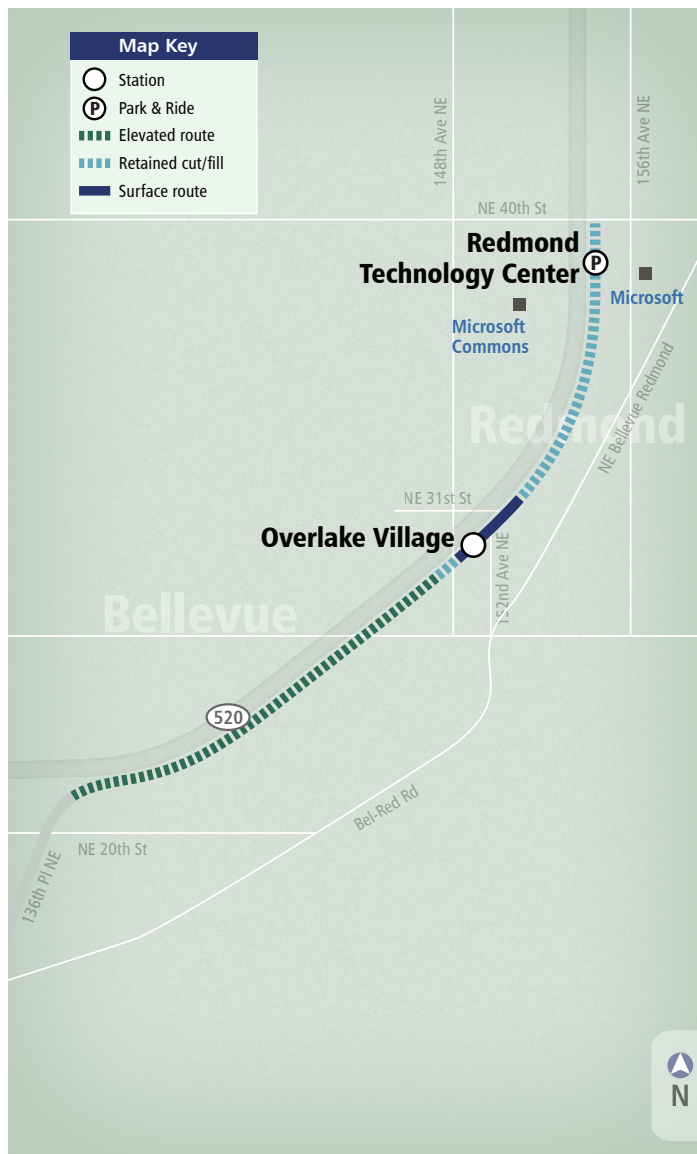 Map Key
Station
P
Park & Ride
Elevated route
Retained cut/fill
Surface route
148th Ave NE
156th Ave NE
NE 40th St
Redmond
Technology Center
P
Microsoft
Microsoft
Commons
NE Bellevue Redmond
Redmond
NE 31st St
Overlake Village
152nd Ave NE
Bellevue
520
Bel-Red Rd
NE 20th St
136th Pl NE
N